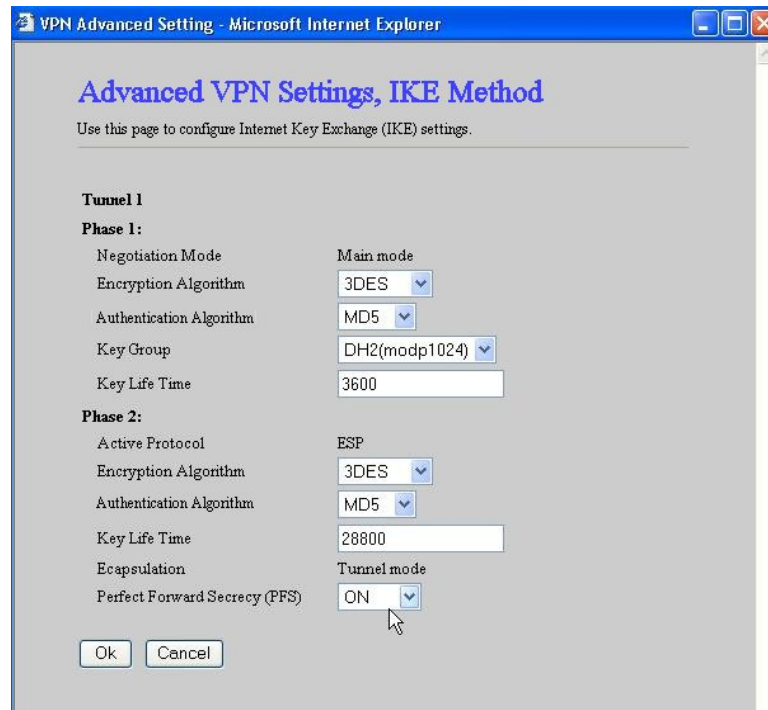 VPN Advanced Setting - Microsoft Internet Explorer
Advanced VPN Settings, IKE Method
Use this page to configure Internet Key Exchange (IKE) settings.
Tunnel 1
Phase 1:
Negotiation Mode Main mode
Encryption Algorithm 3DES
Authentication Algorithm MD5
Key Group DH2(modp1024)
Key Life Time 3600
Phase 2:
Active Protocol ESP
Encryption Algorithm 3DES
Authentication Algorithm MD5
Key Life Time 28800
Ecapsulation Tunnel mode
Perfect Forward Secrecy (PFS) ON
Ok Cancel